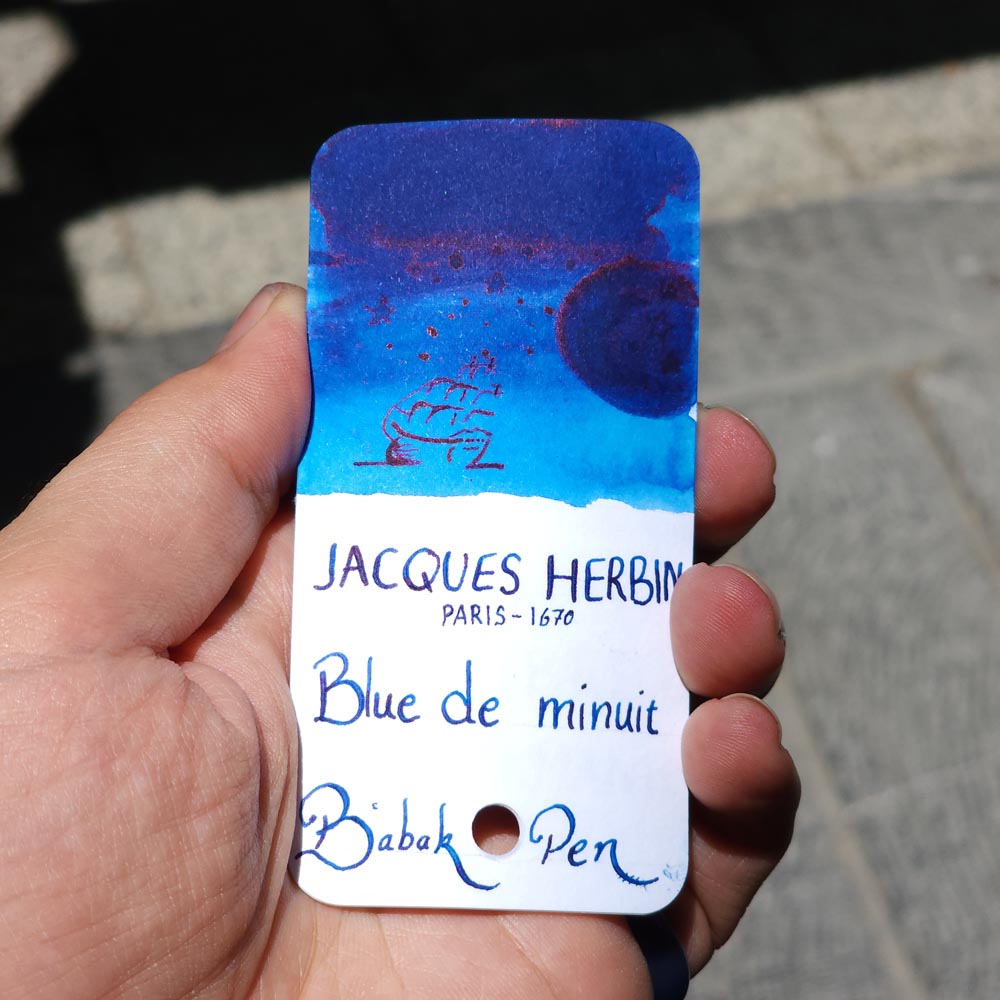 JACQUES HERBIN
PARIS-1670
Blue de minuit
Babak Pen